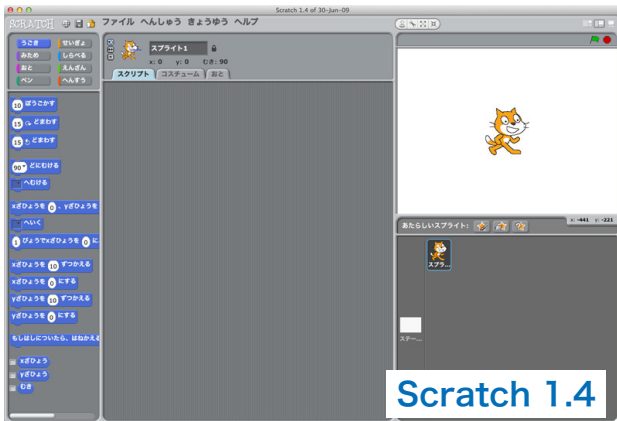 Scratch 1.4 of 30-Jun-09
SCRATCH ファイル へんしゅう きょうゆう ヘルプ
うごき せいぎょ
みため しらべる
おと えんざん
ペン へんすう
スプライト1
x: 0 y: 0 むき: 90
スクリプト コスチューム おと
10 ほうごかす
15 どまわす
15 どまわす
90 どにむける
へむける
xざひょうを 0 、yざひょうを
へいく
1 びょうでxざひょうを 0 に
xざひょうを 10 ずつかえる
xざひょうを 0 にする
yざひょうを 10 ずつかえる
yざひょうを 0 にする
もしはしについたら、はねかえる
xざひょう
yざひょう
むき
x: -441 y: -221
あたらしいスプライト:
スプラ...
ステー...
Scratch 1.4